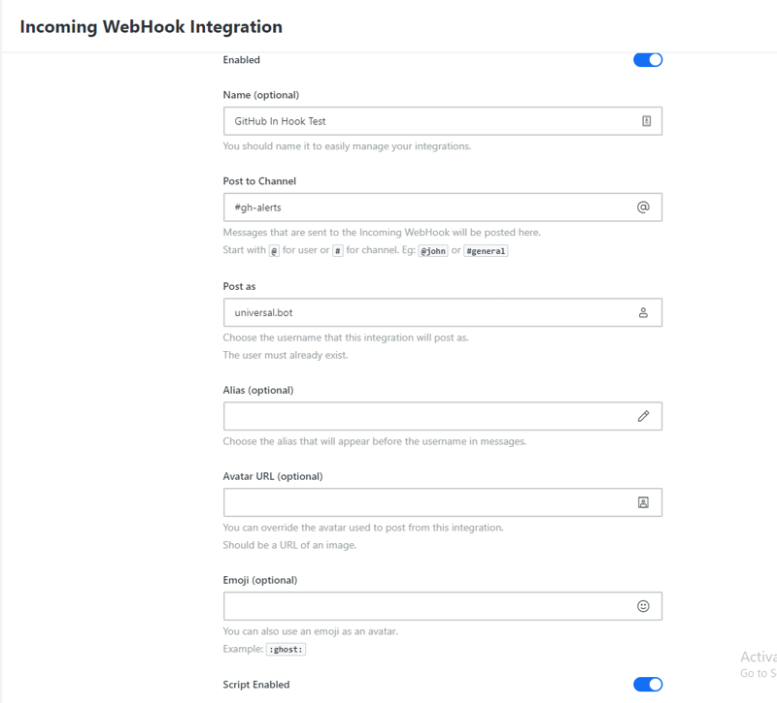 Incoming WebHook Integration
Enabled
Name (optional)
GitHub In Hook Test
You should name it to easily manage your integrations.
Post to Channel
#gh-alerts
Messages that are sent to the Incoming WebHook will be posted here.
Start with @ for user or # for channel. Eg: @john or #general
Post as
universal.bot
Choose the username that this integration will post as.
The user must already exist.
Alias (optional)
Choose the alias that will appear before the username in messages.
Avatar URL (optional)
You can override the avatar used to post from this integration.
Should be a URL of an image.
Emoji (optional)
You can also use an emoji as an avatar.
Example: :ghost:
Activa
Go to S
Script Enabled